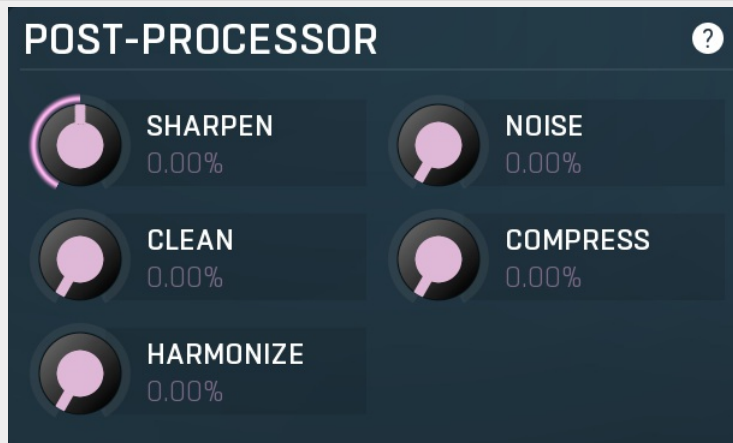 POST-PROCESSOR
?
SHARPEN
0.00%
NOISE
0.00%
CLEAN
0.00%
COMPRESS
0.00%
HARMONIZE
0.00%